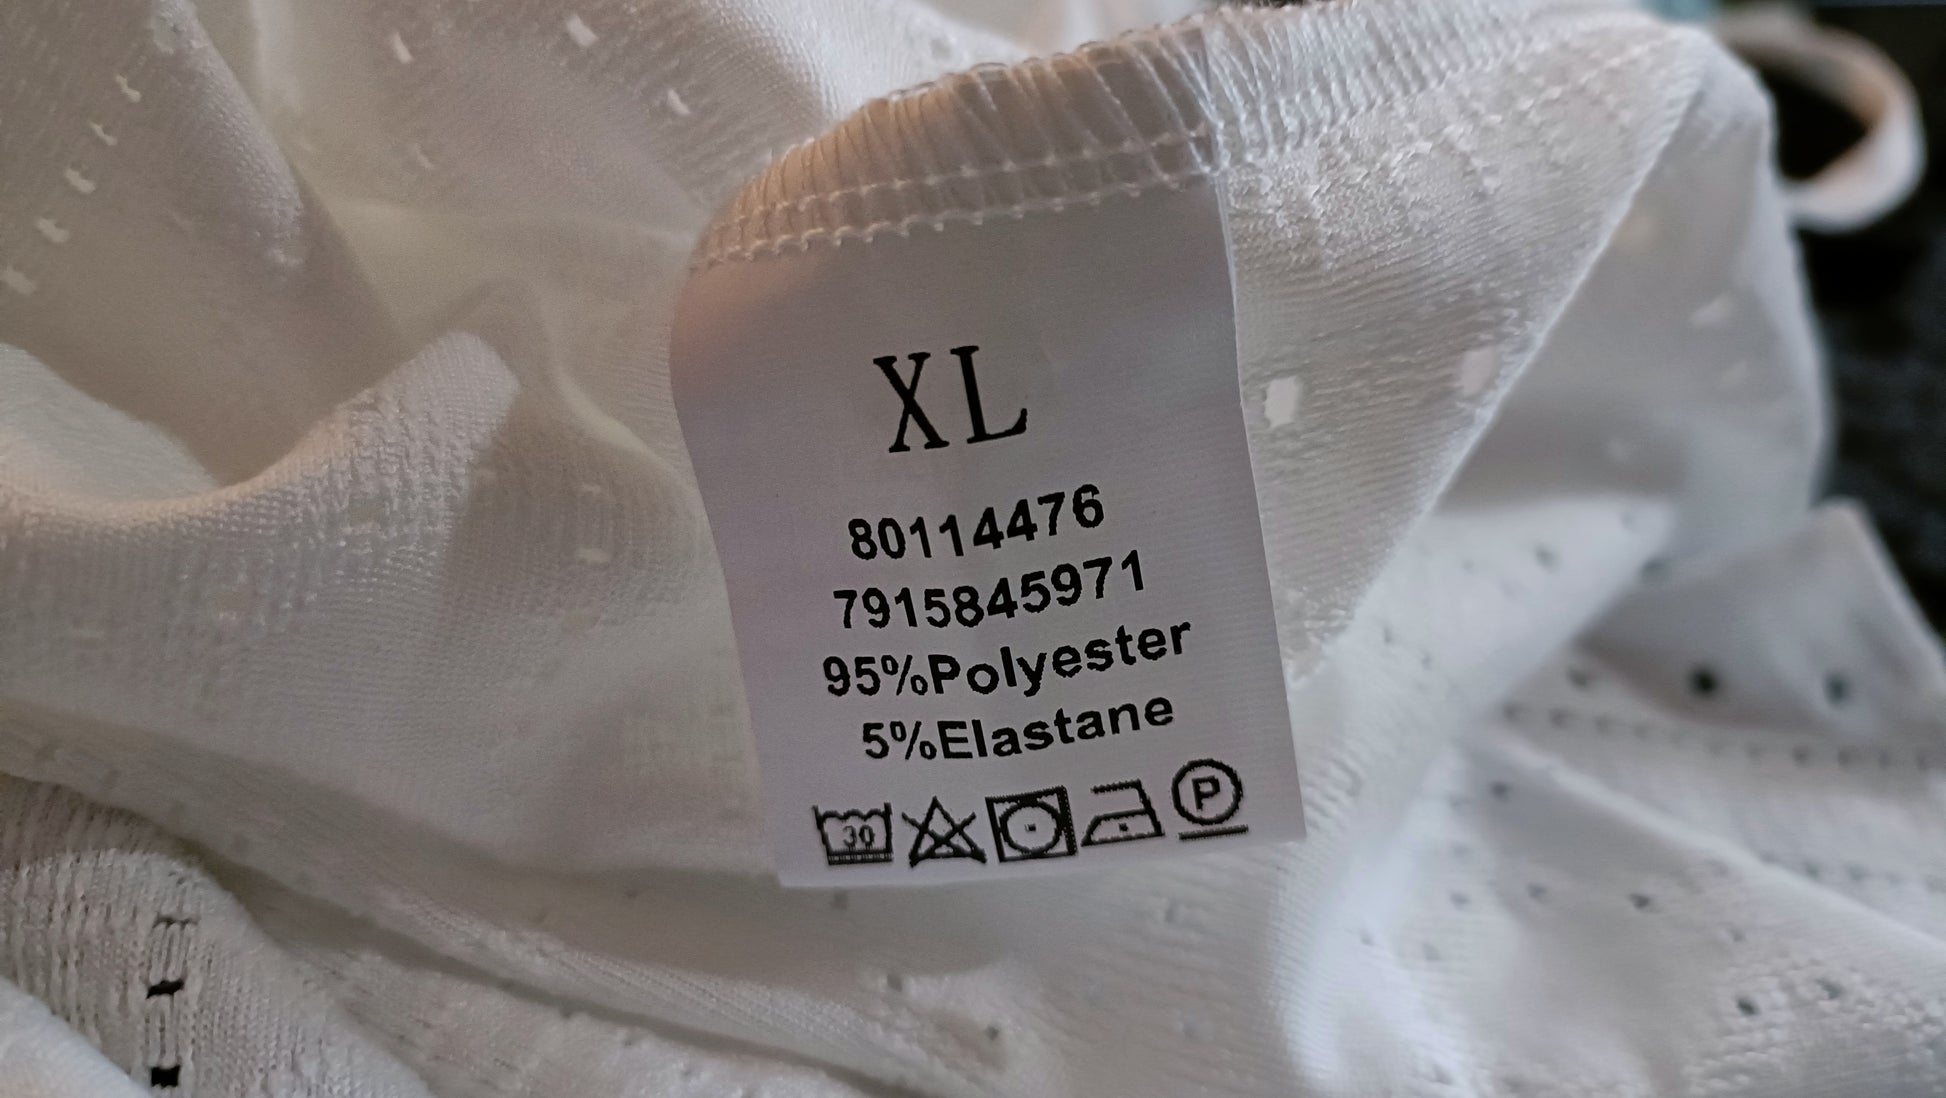 XL
80114476
7915845971
95%Polyester
5%Elastane
30 P